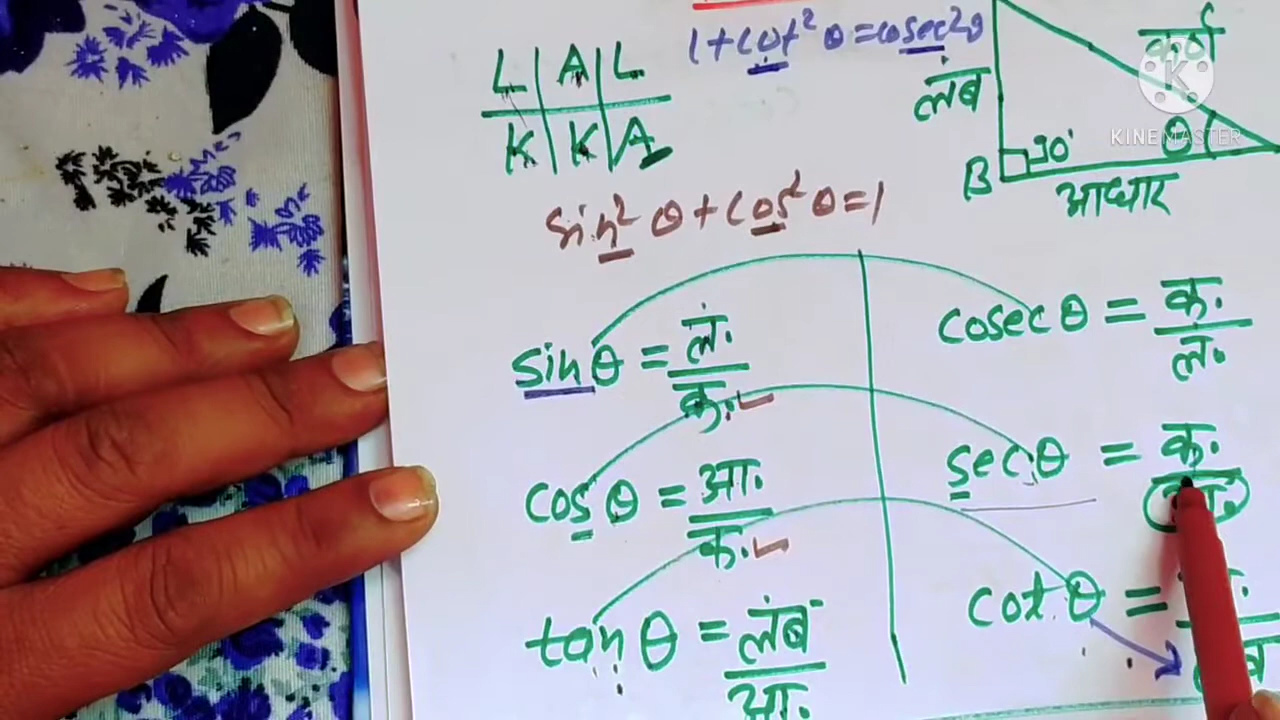 1+cot²θ=cosec²θ
L | A | L
K | K | A
कर्ण
लंब
KINEMASTER
θ
B 90°
आधार
sin²θ+cos²θ=1
sinθ = लं./क.
cosecθ = क./लं.
cosθ = आ./क.
secθ = क./आ.
tanθ = लंब/आ.
cotθ =